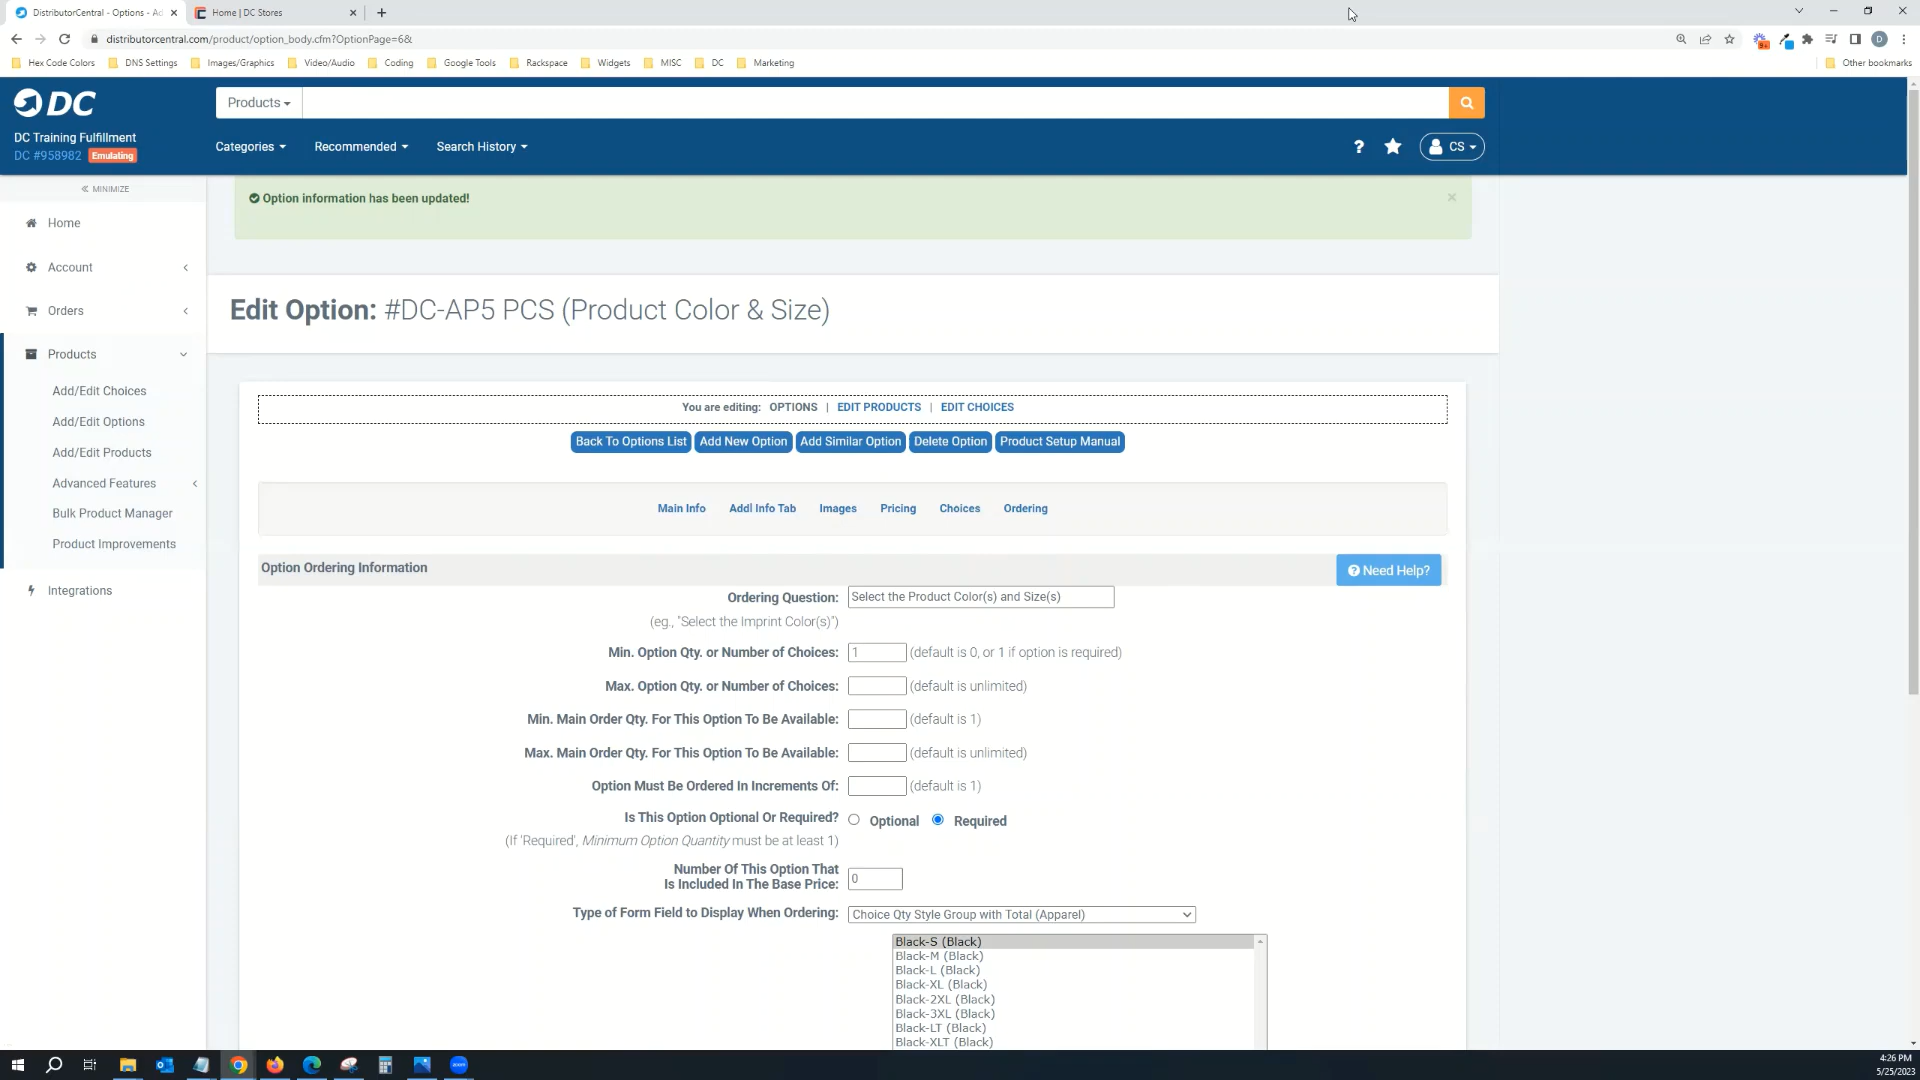 DistributorCentral - Options - Ad
Home | DC Stores
distributorcentral.com/product/option_body.cfm?OptionPage=6&
D
Hex Code Colors
DNS Settings
Images/Graphics
Video/Audio
Coding
Google Tools
Rackspace
Widgets
MISC
DC
Marketing
Other bookmarks
DC
Products
DC Training Fulfillment
DC #958982 Emulating
Categories
Recommended
Search History
?
CS
« MINIMIZE
Home
Account
Orders
Products
Add/Edit Choices
Add/Edit Options
Add/Edit Products
Advanced Features
Bulk Product Manager
Product Improvements
Integrations
Option information has been updated!
×
Edit Option: #DC-AP5 PCS (Product Color & Size)
You are editing: OPTIONS | EDIT PRODUCTS | EDIT CHOICES
Back To Options List Add New Option Add Similar Option Delete Option Product Setup Manual
Main Info Addl Info Tab Images Pricing Choices Ordering
Option Ordering Information
Need Help?
Ordering Question: Select the Product Color(s) and Size(s)
(eg., "Select the Imprint Color(s)")
Min. Option Qty. or Number of Choices: 1 (default is 0, or 1 if option is required)
Max. Option Qty. or Number of Choices: (default is unlimited)
Min. Main Order Qty. For This Option To Be Available: (default is 1)
Max. Main Order Qty. For This Option To Be Available: (default is unlimited)
Option Must Be Ordered In Increments Of: (default is 1)
Is This Option Optional Or Required? Optional Required
(If 'Required', Minimum Option Quantity must be at least 1)
Number Of This Option That
Is Included In The Base Price: 0
Type of Form Field to Display When Ordering: Choice Qty Style Group with Total (Apparel)
Black-S (Black)
Black-M (Black)
Black-L (Black)
Black-XL (Black)
Black-2XL (Black)
Black-3XL (Black)
Black-LT (Black)
Black-XLT (Black)
4:26 PM
5/25/2023